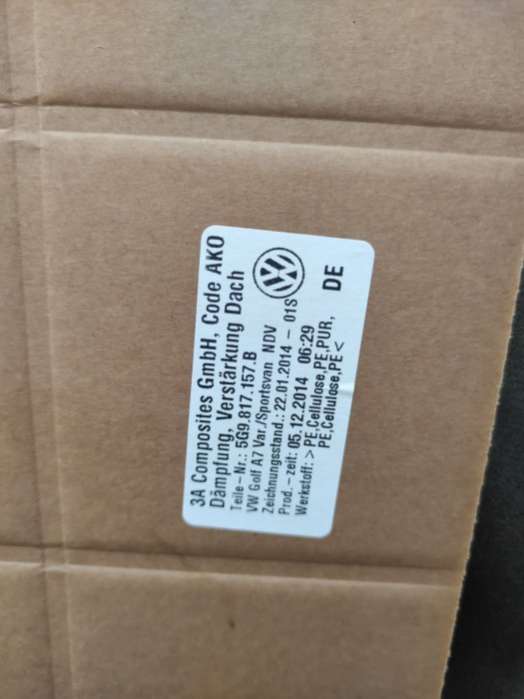 3A Composites GmbH, Code AKO
Dämpfung, Verstärkung Dach
Teile-Nr.: 5G9.817.157.B
VW Golf A7 Var./Sportsvan NDV
Zeichnungsstand.: 22.01.2014 - 01S
Prod.-zeit: 05.12.2014 06:29
Werkstoff: > PE,Cellulose,PE,PUR,
PE,Cellulose,PE<
DE